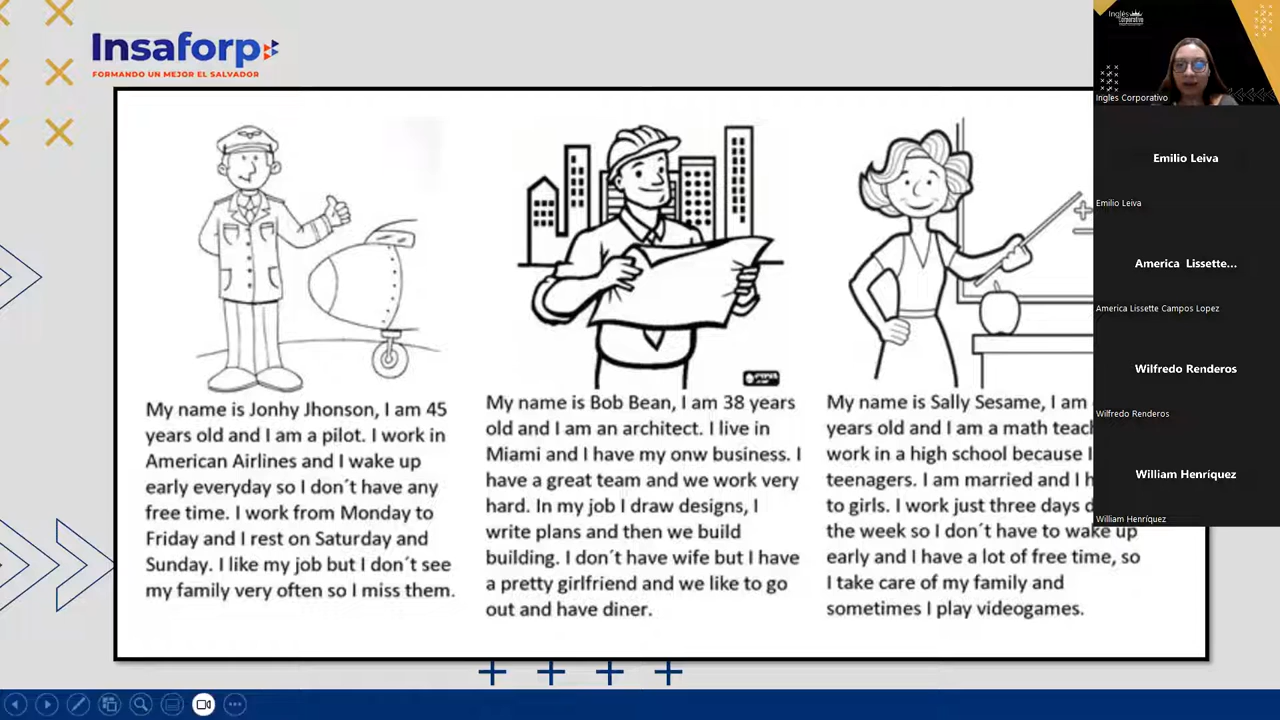 Insaforp
FORMANDO UN MEJOR EL SALVADOR
My name is Jonhy Jhonson, I am 45
years old and I am a pilot. I work in
American Airlines and I wake up
early everyday so I don´t have any
free time. I work from Monday to
Friday and I rest on Saturday and
Sunday. I like my job but I don´t see
my family very often so I miss them.
My name is Bob Bean, I am 38 years
old and I am an architect. I live in
Miami and I have my onw business. I
have a great team and we work very
hard. In my job I draw designs, I
write plans and then we build
building. I don´t have wife but I have
a pretty girlfriend and we like to go
out and have diner.
My name is Sally Sesame, I am
years old and I am a math
work in a high school because I
teenagers. I am married and I
to girls. I work just three days
the week so I don´t have to wake up
early and I have a lot of free time, so
I take care of my family and
sometimes I play videogames.
Inglés
Corporativo
Ingles Corporativo
Emilio Leiva
Emilio Leiva
America Lissette...
America Lissette Campos Lopez
Wilfredo Renderos
Wilfredo Renderos
William Henríquez
William Henríquez